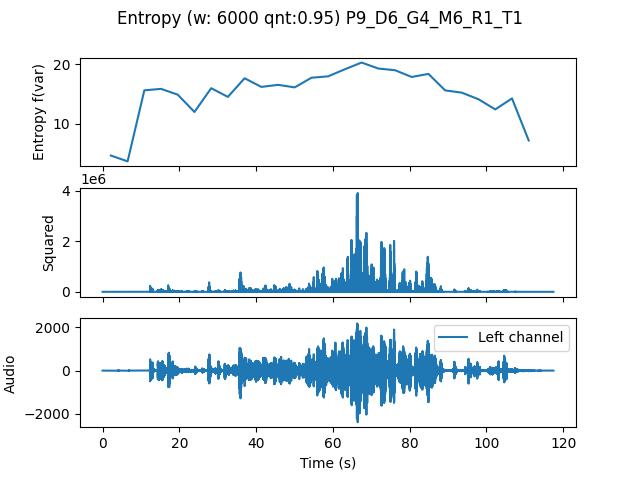 Entropy (w: 6000 qnt:0.95) P9_D6_G4_M6_R1_T1
20
10
Entropy f(var)
1e6
4
2
0
Squared
2000
0
−2000
Audio
Left channel
0 20 40 60 80 100 120
Time (s)